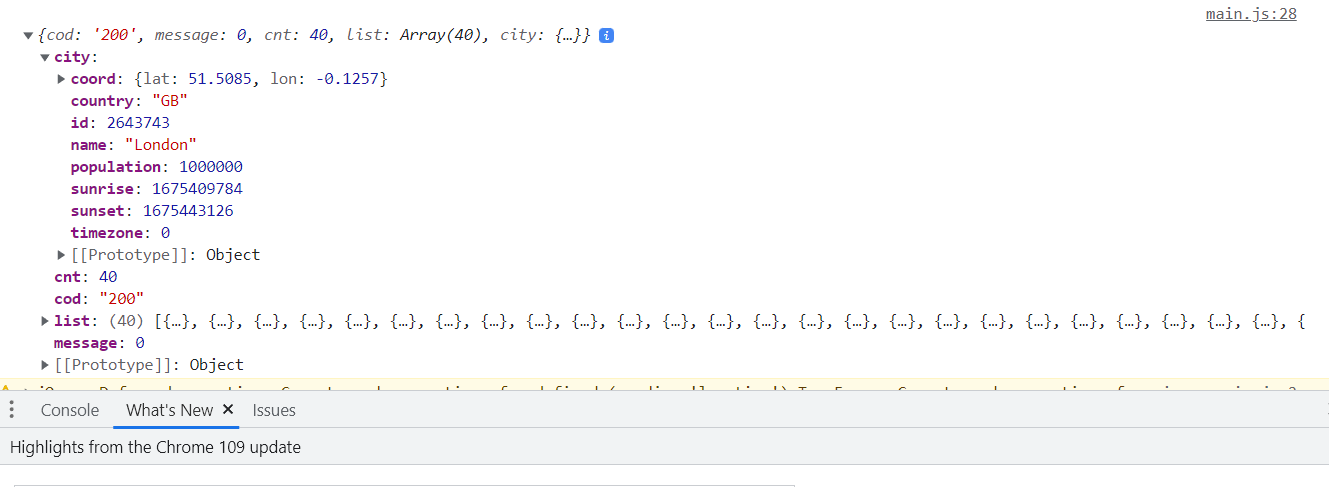 main.js:28
{cod: '200', message: 0, cnt: 40, list: Array(40), city: {…}}
city:
coord: {lat: 51.5085, lon: -0.1257}
country: "GB"
id: 2643743
name: "London"
population: 1000000
sunrise: 1675409784
sunset: 1675443126
timezone: 0
[[Prototype]]: Object
cnt: 40
cod: "200"
list: (40) [{…}, {…}, {…}, {…}, {…}, {…}, {…}, {…}, {…}, {…}, {…}, {…}, {…}, {…}, {…}, {…}, {…}, {…}, {…}, {…}, {…}, {…}, {…}, {…}, {…}, {
message: 0
[[Prototype]]: Object
Console What's New × Issues
Highlights from the Chrome 109 update